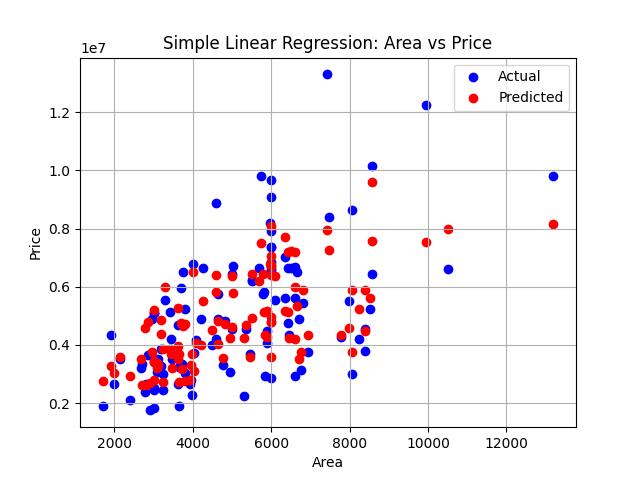 Simple Linear Regression: Area vs Price
1e7
Actual
Predicted
1.2
1.0
0.8
0.6
0.4
0.2
Price
2000 4000 6000 8000 10000 12000
Area